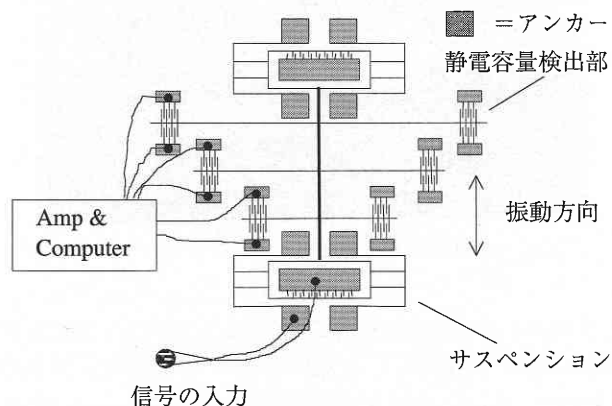 =アンカー
静電容量検出部
Amp &
Computer
振動方向
サスペンション
信号の入力